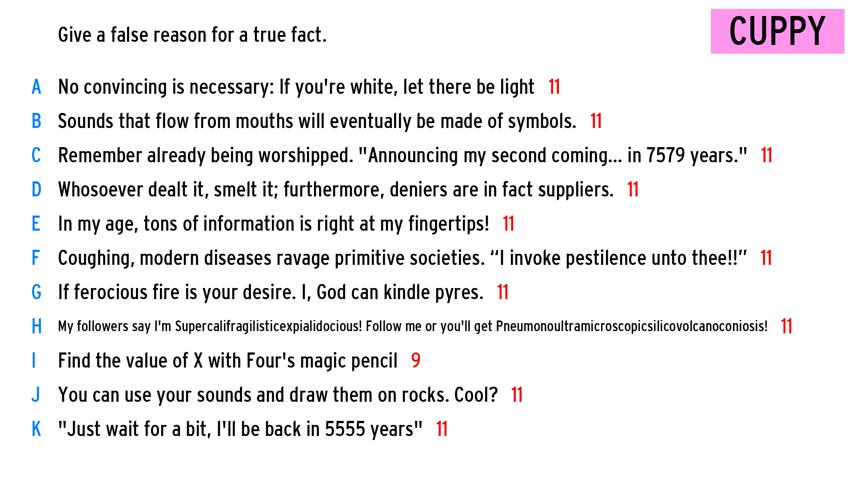 Give a false reason for a true fact.
CUPPY
A No convincing is necessary: If you're white, let there be light 11
B Sounds that flow from mouths will eventually be made of symbols. 11
C Remember already being worshipped. "Announcing my second coming... in 7579 years." 11
D Whosoever dealt it, smelt it; furthermore, deniers are in fact suppliers. 11
E In my age, tons of information is right at my fingertips! 11
F Coughing, modern diseases ravage primitive societies. “I invoke pestilence unto thee!!” 11
G If ferocious fire is your desire. I, God can kindle pyres. 11
H My followers say I'm Supercalifragilisticexpialidocious! Follow me or you'll get Pneumonoultramicroscopicsilicovolcanoconiosis! 11
I Find the value of X with Four's magic pencil 9
J You can use your sounds and draw them on rocks. Cool? 11
K "Just wait for a bit, I'll be back in 5555 years" 11